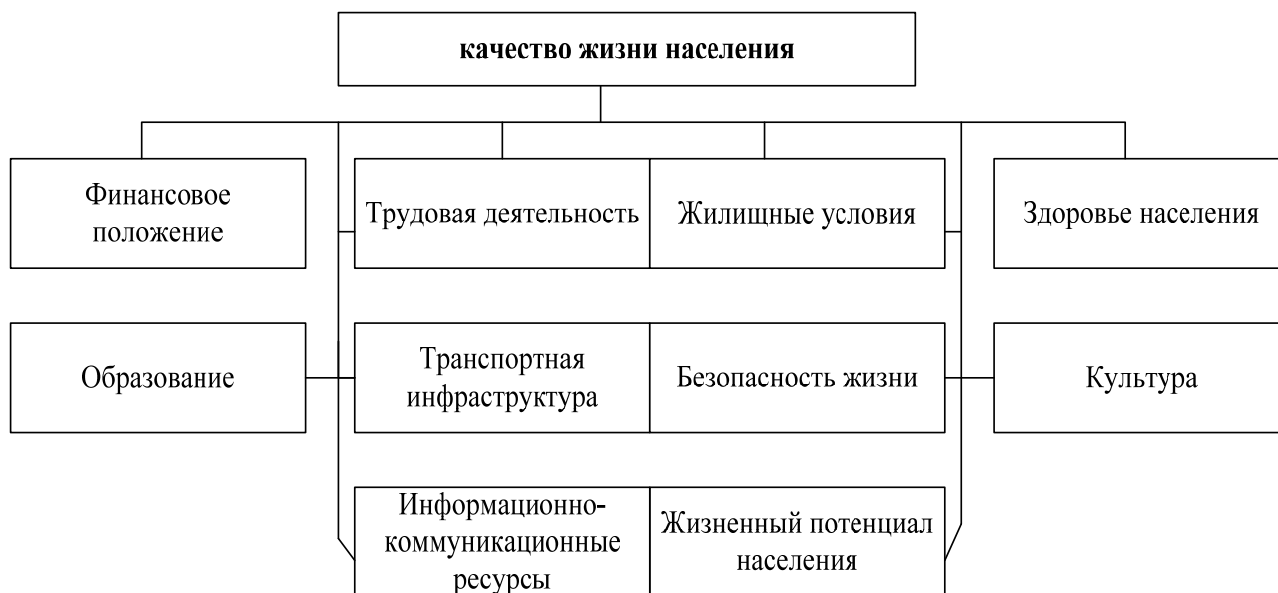 качество жизни населения
Финансовое
положение
Трудовая деятельность
Жилищные условия
Здоровье населения
Образование
Транспортная
инфраструктура
Безопасность жизни
Культура
Информационно-
коммуникационные
ресурсы
Жизненный потенциал
населения